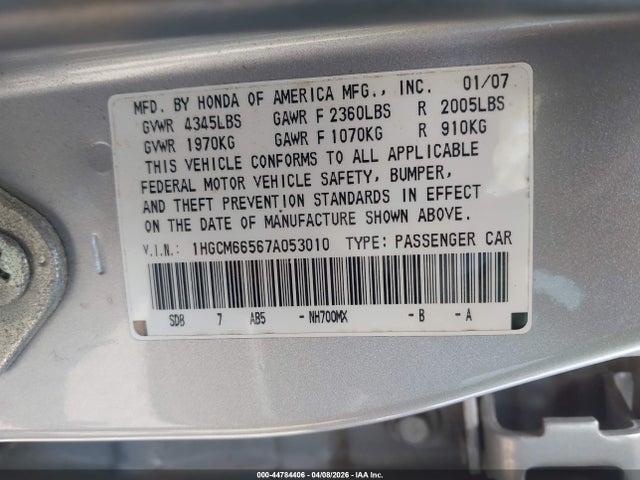 MFD. BY HONDA OF AMERICA MFG., INC. 01/07
GVWR 4345LBS GAWR F 2360LBS R 2005LBS
GVWR 1970KG GAWR F 1070KG R 910KG
THIS VEHICLE CONFORMS TO ALL APPLICABLE
FEDERAL MOTOR VEHICLE SAFETY, BUMPER,
AND THEFT PREVENTION STANDARDS IN EFFECT
ON THE DATE OF MANUFACTURE SHOWN ABOVE.
V.I.N.: 1HGCM66567A053010 TYPE: PASSENGER CAR
SDB 7 AB5 -NH700MX -B -A
000-44784406 - 04/08/2026 - IAA Inc.